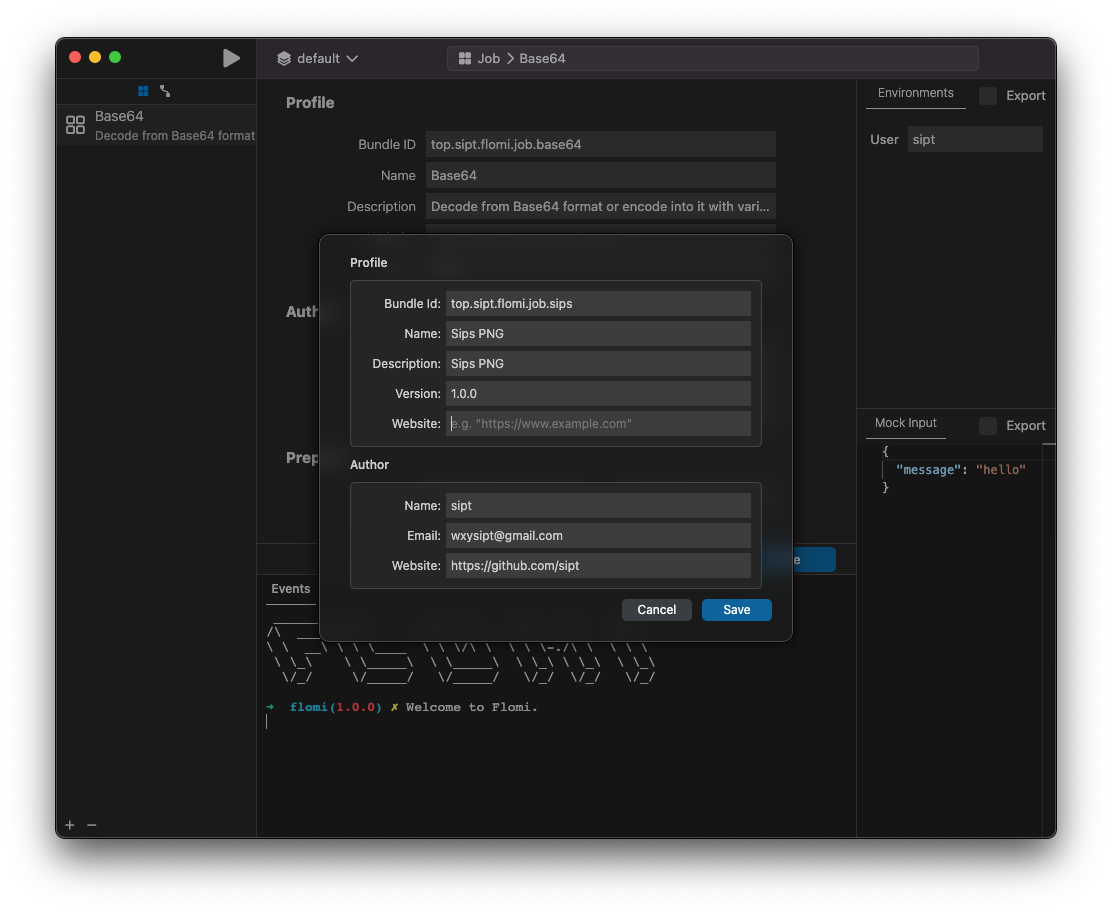 default
Job > Base64
Base64
Decode from Base64 format
Profile
Bundle ID top.sipt.flomi.job.base64
Name Base64
Description Decode from Base64 format or encode into it with vari...
Environments Export
User sipt
Profile
Bundle Id: top.sipt.flomi.job.sips
Name: Sips PNG
Description: Sips PNG
Version: 1.0.0
Website: e.g. "https://www.example.com"
Author
Name: sipt
Email: wxysipt@gmail.com
Website: https://github.com/sipt
Cancel Save
Auth
Prep
Mock Input Export
{
"message": "hello"
}
Events
➜ flomi(1.0.0) ✗ Welcome to Flomi.
+ −